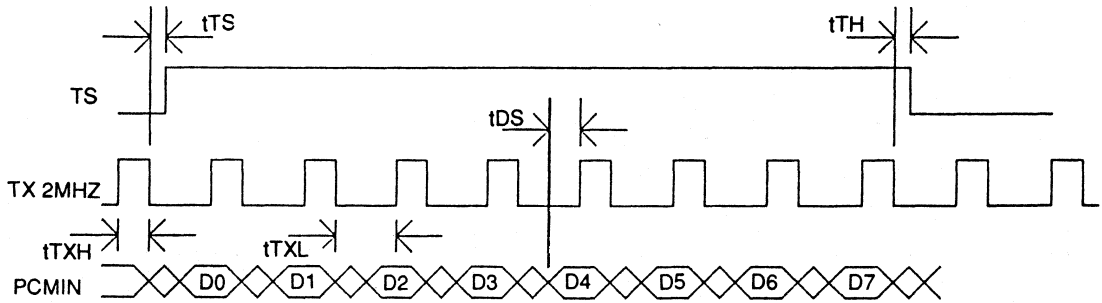 tTS
tTH
TS
tDS
TX 2MHZ
tTXH
tTXL
PCMIN D0 D1 D2 D3 D4 D5 D6 D7